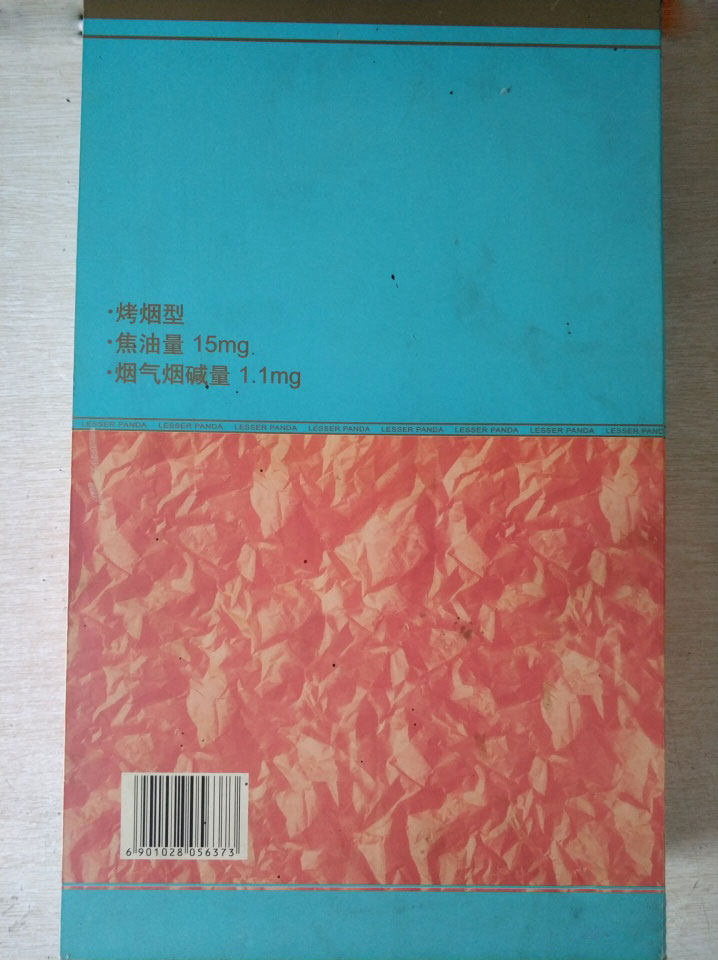 ·烤烟型
·焦油量 15mg
·烟气烟碱量 1.1mg
LESSER PANDA LESSER PANDA LESSER PANDA LESSER PANDA LESSER PANDA LESSER PANDA LESSER PANDA LESSER PAND
6 901028 056373